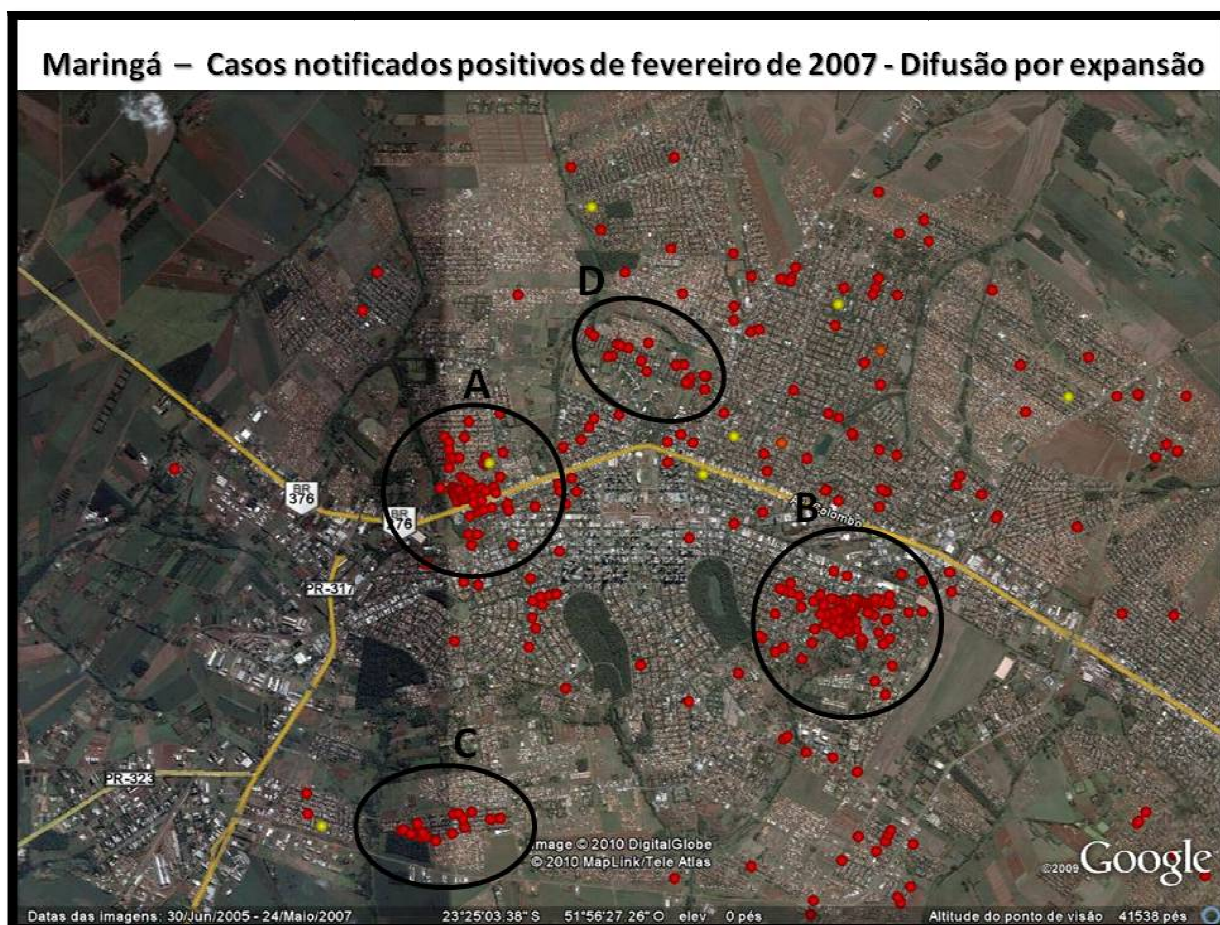 Maringá – Casos notificados positivos de fevereiro de 2007 - Difusão por expansão
D
A
BR
376
BR
376
B
Colombo
PR-317
C
PR-323
Image © 2010 DigitalGlobe
© 2010 MapLink/Tele Atlas
©2009 Google
Datas das imagens: 30/Jun/2005 - 24/Maio/2007 23°25'03.38" S 51°56'27.26" O elev 0 pés Altitude do ponto de visão 41538 pés